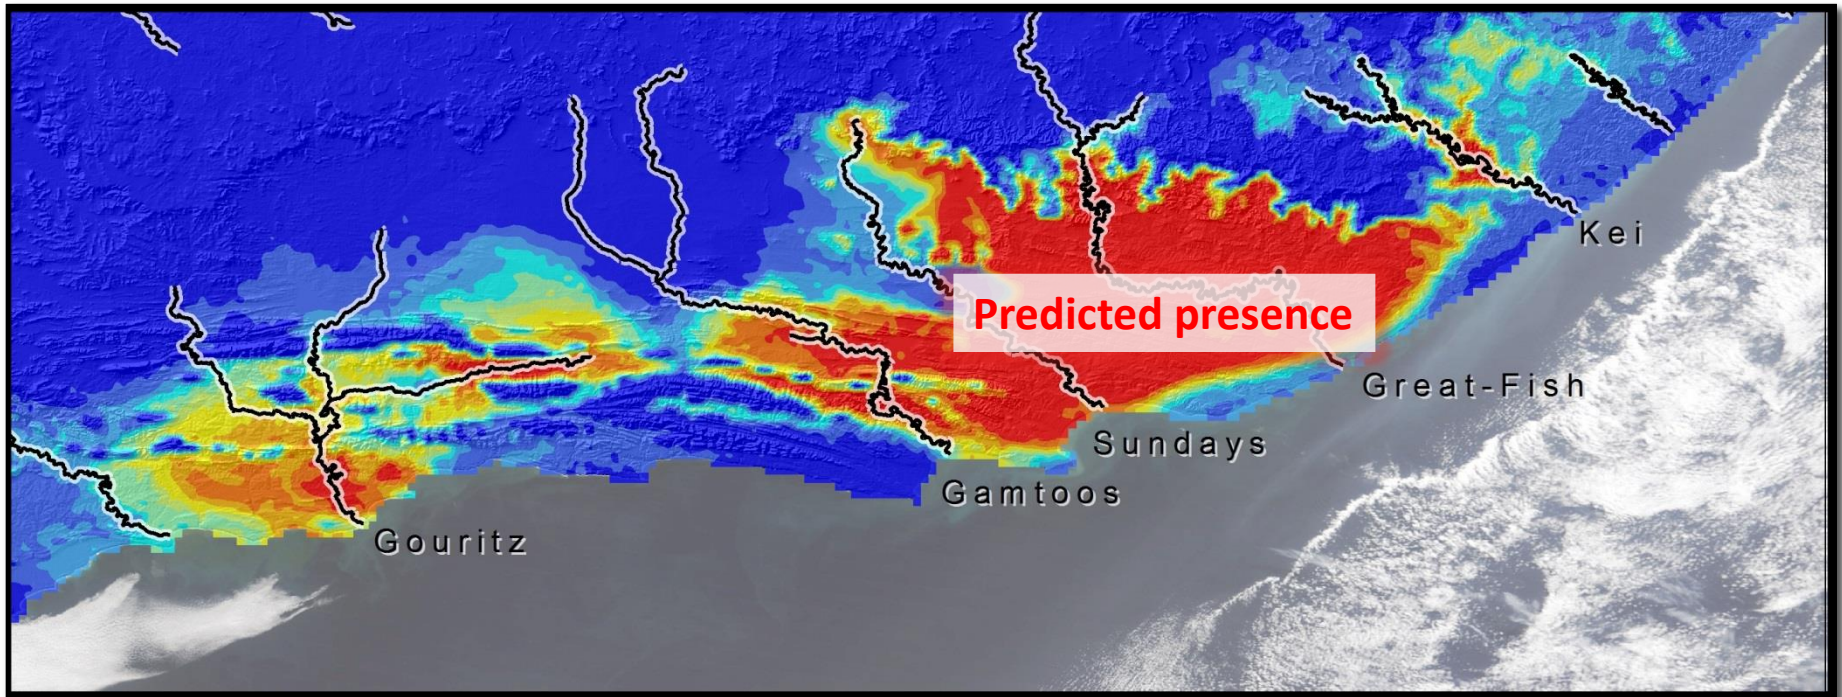 Kei
Predicted presence
Great-Fish
Sundays
Gamtoos
Gouritz